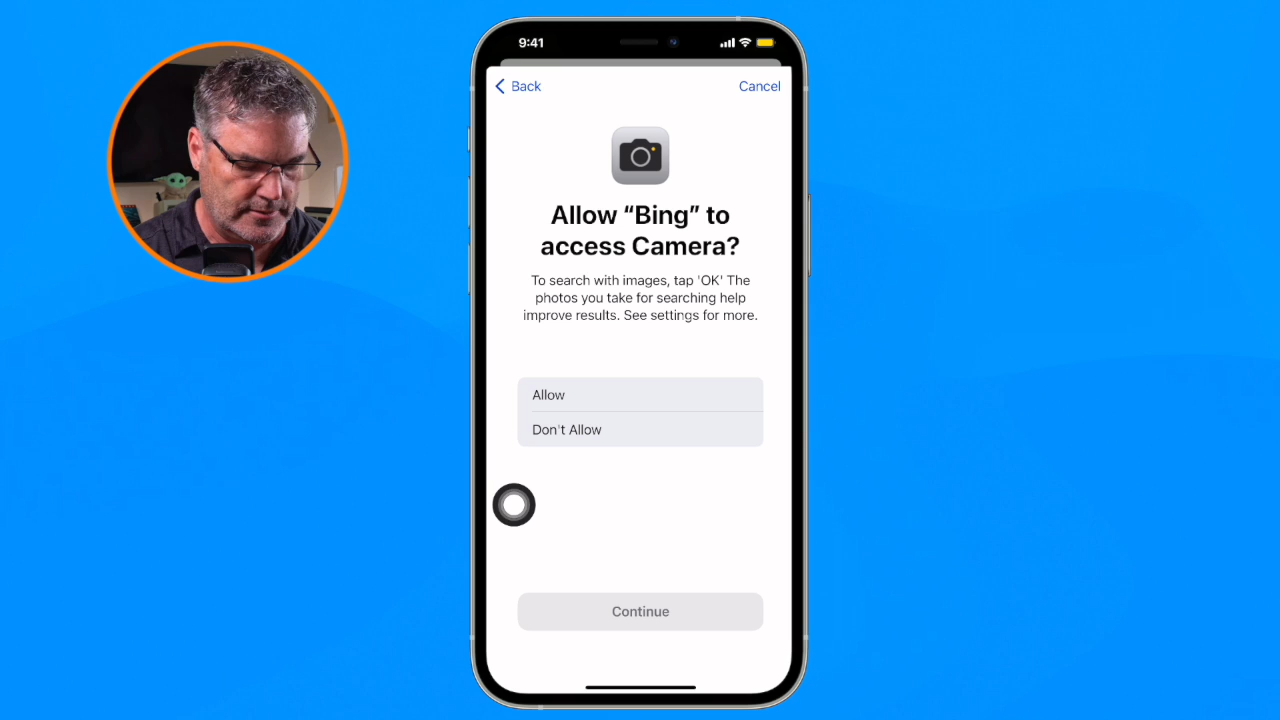 9:41
Back
Cancel
Allow “Bing” to
access Camera?
To search with images, tap 'OK' The
photos you take for searching help
improve results. See settings for more.
Allow
Don't Allow
Continue